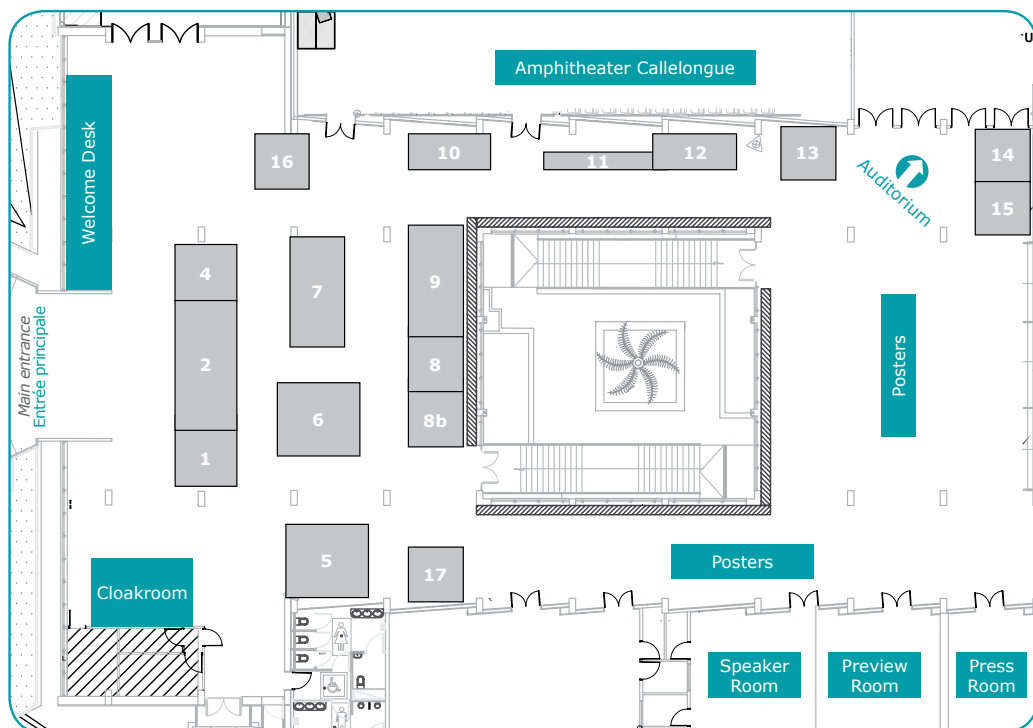 Amphitheater Callelongue
Welcome Desk
16
10
11
12
13
14
15
Auditorium
4
2
1
7
6
9
8
8b
Main entrance
Entrée principale
Posters
5
17
Posters
Cloakroom
Speaker
Room
Preview
Room
Press
Room